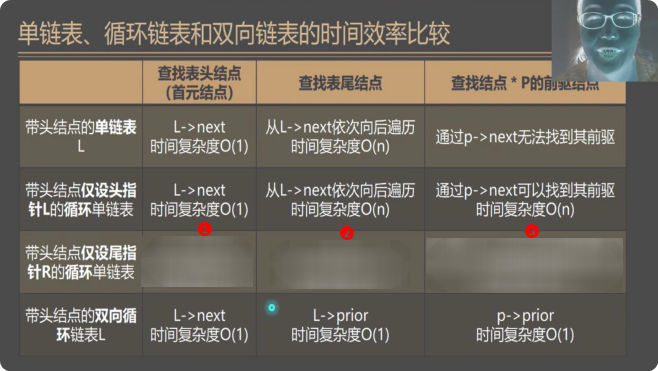 单链表、循环链表和双向链表的时间效率比较
查找表头结点
(首元结点)
查找表尾结点
查找结点 * P的前驱结点
带头结点的单链表
L
L->next
时间复杂度O(1)
从L->next依次向后遍历
时间复杂度O(n)
通过p->next无法找到其前驱
带头结点仅设头指
针L的循环单链表
L->next
时间复杂度O(1)
从L->next依次向后遍历
时间复杂度O(n)
通过p->next可以找到其前驱
时间复杂度O(n)
带头结点仅设尾指
针R的循环单链表
带头结点的双向循
环链表L
L->next
时间复杂度O(1)
L->prior
时间复杂度O(1)
p->prior
时间复杂度O(1)